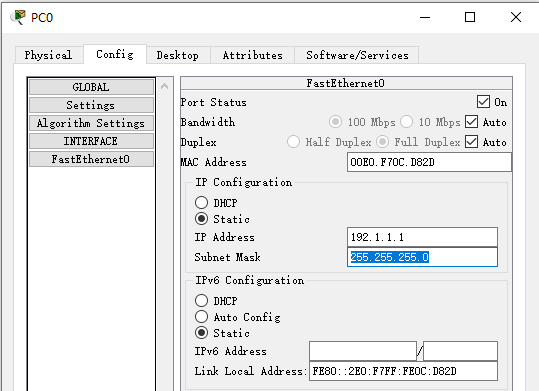 PC0
Physical Config Desktop Attributes Software/Services
GLOBAL
Settings
Algorithm Settings
INTERFACE
FastEthernet0
FastEthernet0
Port Status On
Bandwidth 100 Mbps 10 Mbps Auto
Duplex Half Duplex Full Duplex Auto
MAC Address 00E0.F70C.D82D
IP Configuration
DHCP
Static
IP Address 192.1.1.1
Subnet Mask 255.255.255.0
IPv6 Configuration
DHCP
Auto Config
Static
IPv6 Address /
Link Local Address: FE80::2E0:F7FF:FE0C:D82D